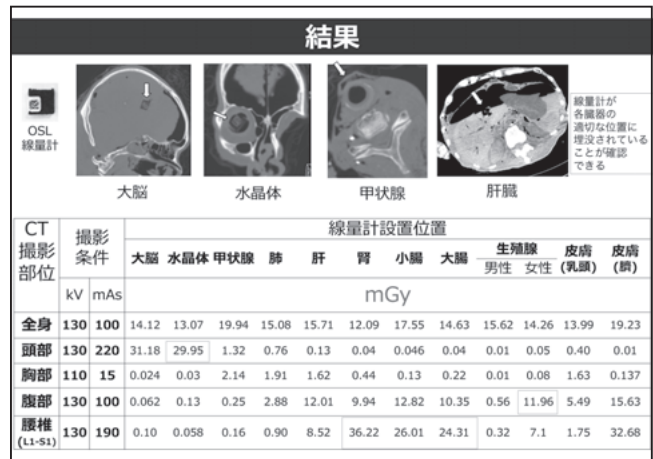 結果
OSL
線量計
線量計が
各臓器の
適切な位置に
埋没されている
ことが確認
できる
大脳 水晶体 甲状腺 肝臓
CT
撮影
部位
撮影
条件
線量計設置位置
大脳 水晶体 甲状腺 肺 肝 腎 小腸 大腸 生殖腺 皮膚 皮膚
男性 女性 (乳頭) (臍)
kV mAs mGy
全身 130 100 14.12 13.07 19.94 15.08 15.71 12.09 17.55 14.63 15.62 14.26 13.99 19.23
頭部 130 220 31.18 29.95 1.32 0.76 0.13 0.04 0.046 0.04 0.01 0.05 0.40 0.01
胸部 110 15 0.024 0.03 2.14 1.91 1.62 0.44 0.13 0.22 0.01 0.08 1.63 0.137
腹部 130 100 0.062 0.13 0.25 2.88 12.01 9.94 12.82 10.35 0.56 11.96 5.49 15.63
腰椎 130 190 0.10 0.058 0.16 0.90 8.52 36.22 26.01 24.31 0.32 7.1 1.75 32.68
(L1-S1)